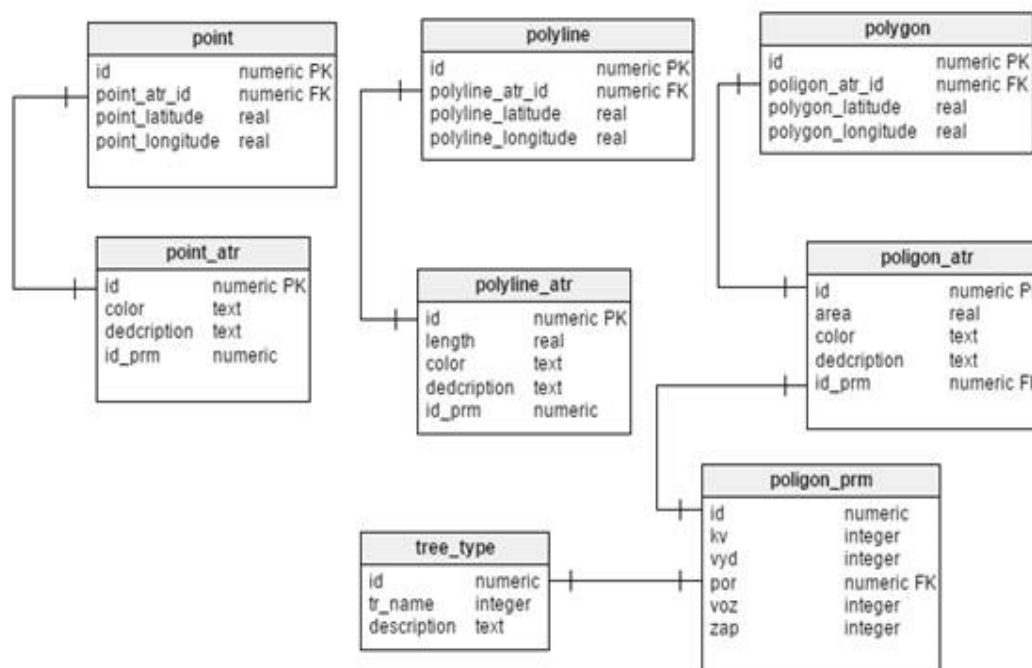 point
id numeric PK
point_atr_id numeric FK
point_latitude real
point_longitude real
polyline
id numeric PK
polyline_atr_id numeric FK
polyline_latitude real
polyline_longitude real
polygon
id numeric PK
poligon_atr_id numeric FK
polygon_latitude real
polygon_longitude real
point_atr
id numeric PK
color text
dedcription text
id_prm numeric
polyline_atr
id numeric PK
length real
color text
dedcription text
id_prm numeric
poligon_atr
id numeric P
area real
color text
dedcription text
id_prm numeric F
poligon_prm
id numeric
kv integer
vyd integer
por numeric FK
voz integer
zap integer
tree_type
id numeric
tr_name integer
description text